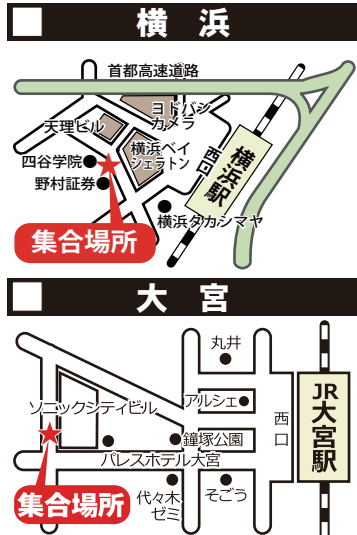 横浜
首都高速道路
ヨドバシ
カメラ
天理ビル
横浜ベイ
シェラトン
西口
横浜駅
四谷学院
野村証券
横浜タカシマヤ
集合場所
大宮
丸井
アルシェ
ソニックシティビル
西口
JR
大宮駅
鐘塚公園
パレスホテル大宮
集合場所
代々木
ゼミ
そごう